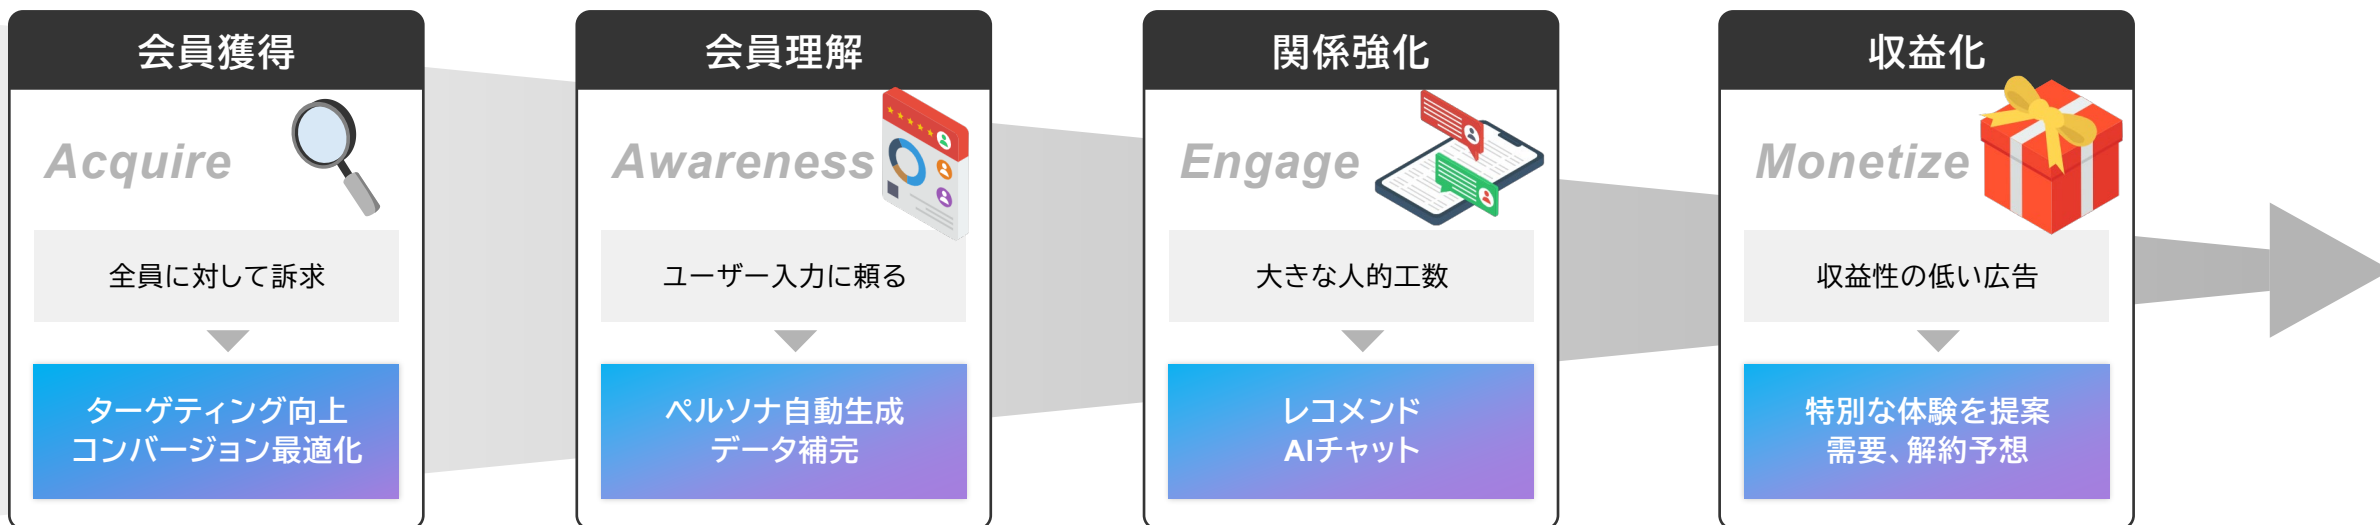 会員獲得
Acquire
全員に対して訴求
ターゲティング向上
コンバージョン最適化
会員理解
Awareness
ユーザー入力に頼る
ペルソナ自動生成
データ補完
関係強化
Engage
大きな人的工数
レコメンド
AIチャット
収益化
Monetize
収益性の低い広告
特別な体験を提案
需要、解約予想